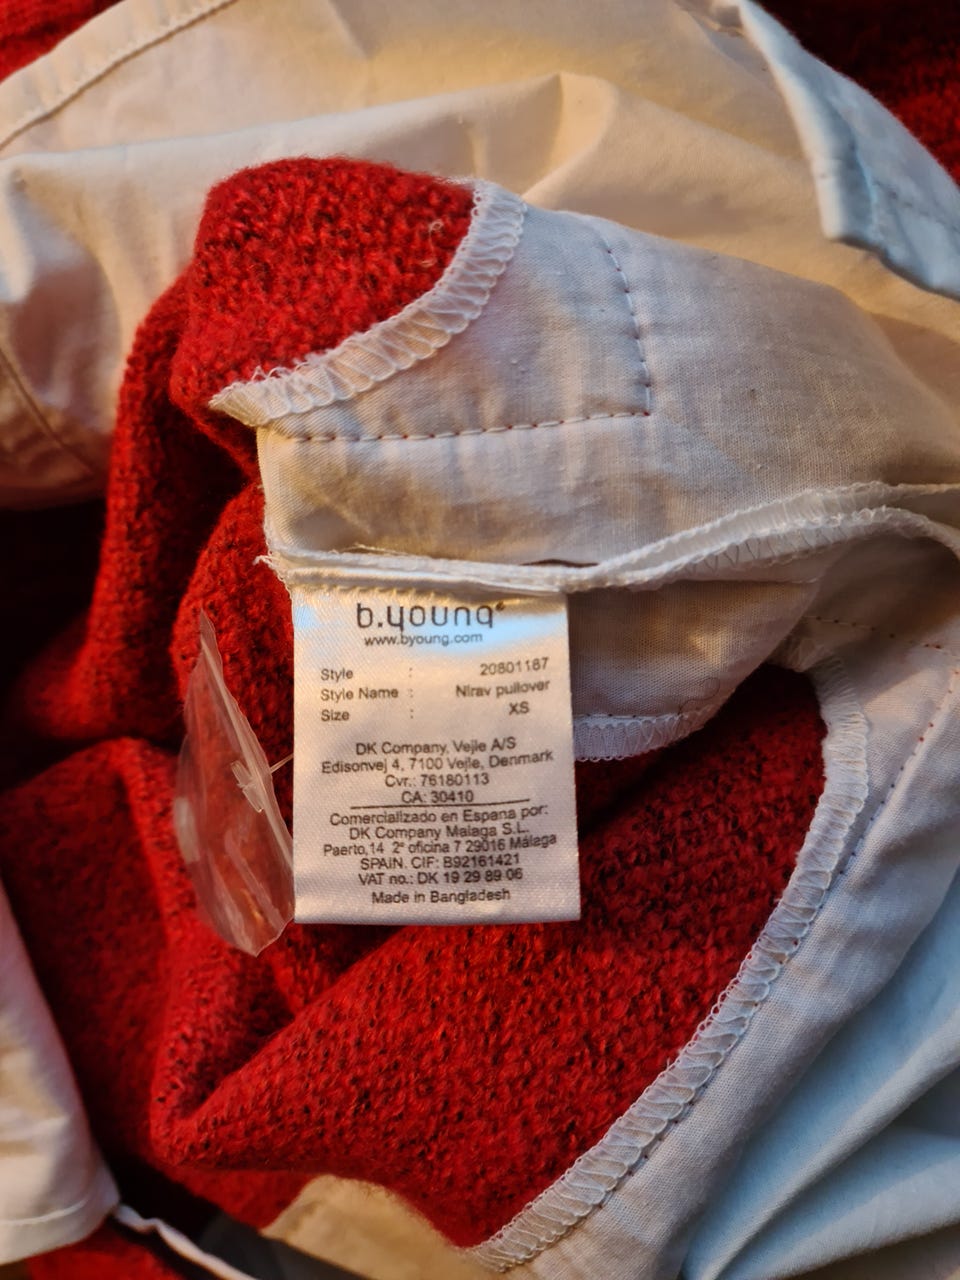 b.young®
www.byoung.com
Style : 20801187
Style Name : Nirav pullover
Size : XS
DK Company, Vejle A/S
Edisonvej 4, 7100 Vejle, Denmark
Cvr.: 76180113
CA: 30410
Comercializado en Espana por:
DK Company Malaga S.L.
Paerto,14 2º oficina 7 29016 Málaga
SPAIN. CIF: B92161421
VAT no.: DK 19 29 89 06
Made in Bangladesh